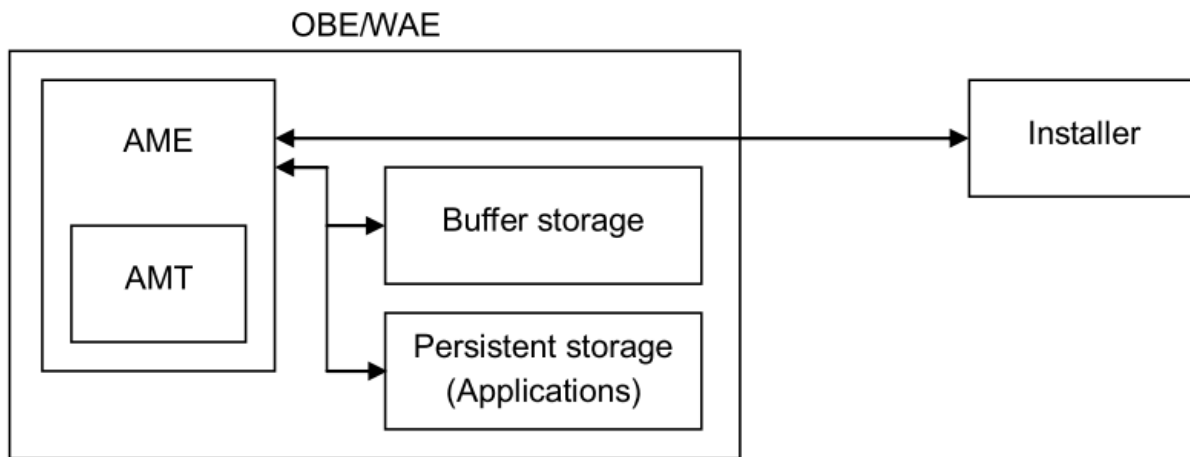 OBE/WAE
AME
Installer
Buffer storage
AMT
Persistent storage
(Applications)